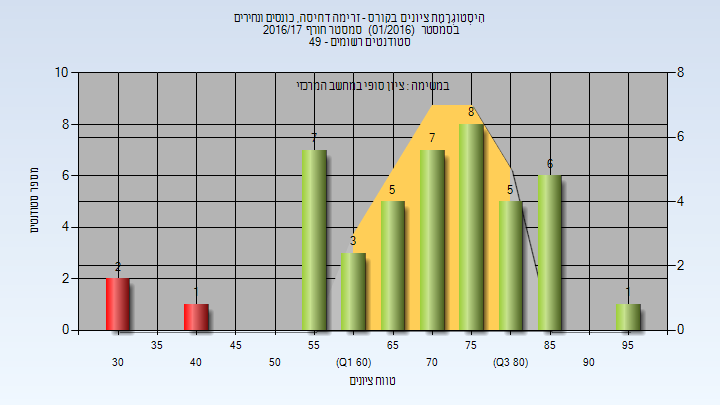 היסטוגרמת ציונים בקורס - זרימה דחיסה, כונסים ונחירים
בסמסטר (01/2016) סמסטר חורף 2016/17
סטודנטים רשומים - 49
במשימה : ציון סופי במחשב המרכזי
10
8
6
4
2
0
8
6
4
2
0
מספר סטודנטים
2
1
7
3
5
7
8
5
6
1
35 45 55 65 75 85 95
30 40 50 (Q1 60) 70 (Q3 80) 90
טווח ציונים